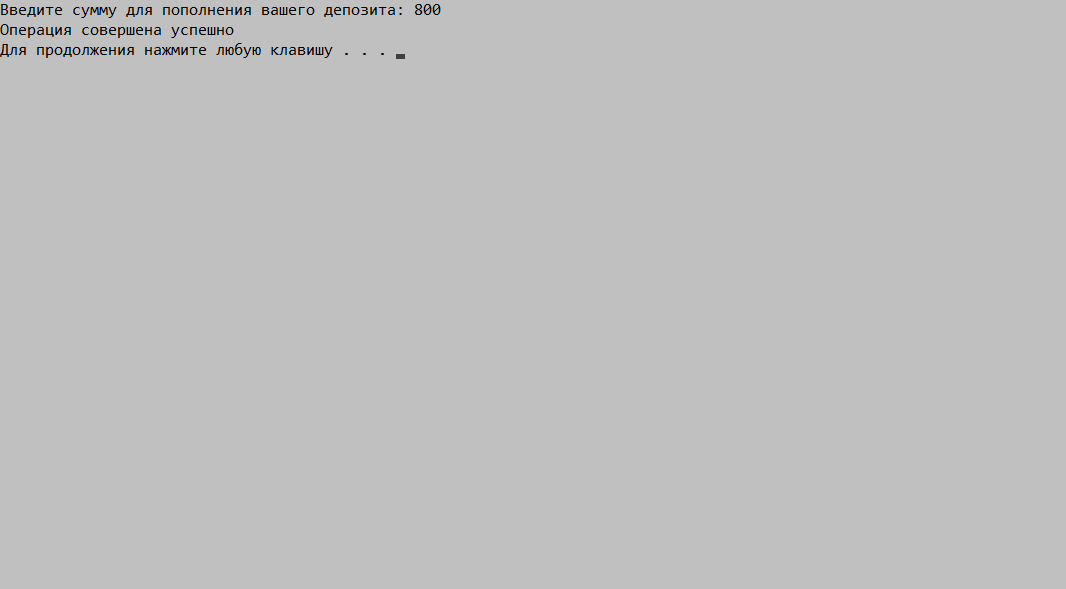 Введите сумму для пополнения вашего депозита: 800
Операция совершена успешно
Для продолжения нажмите любую клавишу . . .